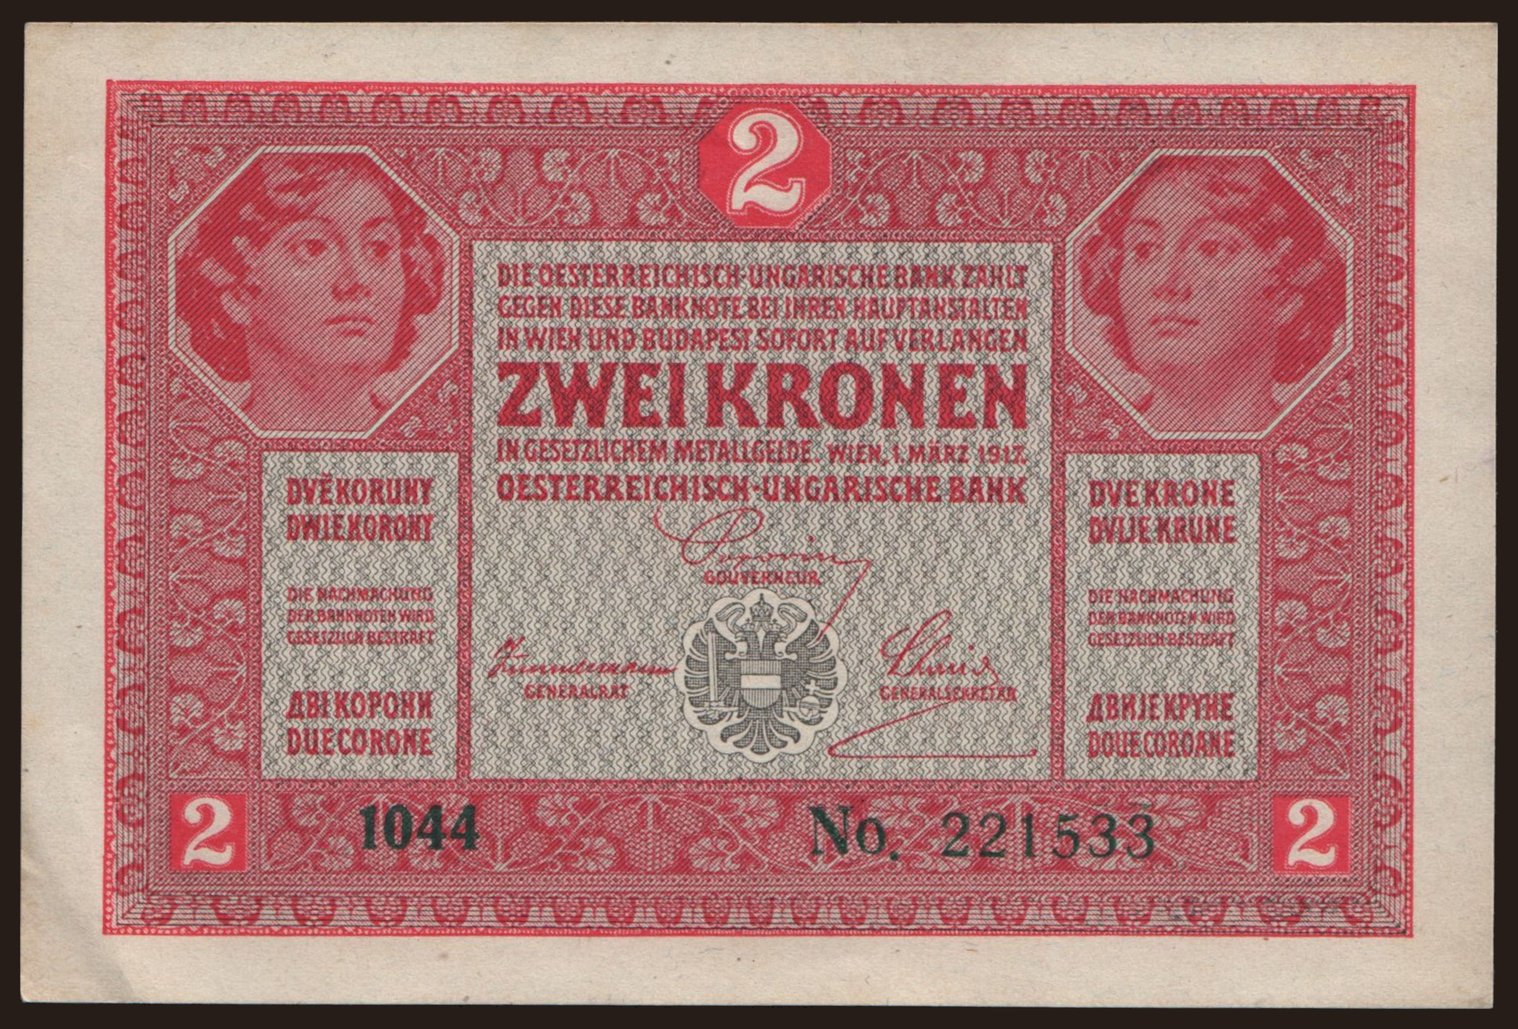 2
DIE OESTERREICHISCH-UNGARISCHE BANK ZAHLT
GEGEN DIESE BANKNOTE BEI IHREN HAUPTANSTALTEN
IN WIEN UND BUDAPEST SOFORT AUF VERLANGEN
ZWEI KRONEN
IN GESETZLICHEM METALLGELDE. WIEN, 1. MÄRZ 1917.
OESTERREICHISCH-UNGARISCHE BANK
Popovics
GOUVERNEUR
Zimmermann
GENERALRAT
GENERALSECRETÄR
DVĚ KORUNY
DWIE KORONY
DIE NACHMACHUNG
DER BANKNOTEN WIRD
GESETZLICH BESTRAFT
ДВІ КОРОНИ
DUE CORONE
DVE KRONE
DVIJE KRUNE
DIE NACHMACHUNG
DER BANKNOTEN WIRD
GESETZLICH BESTRAFT
ДВИЈЕ КРУНЕ
DOUE COROANE
2
1044
No. 221533
2